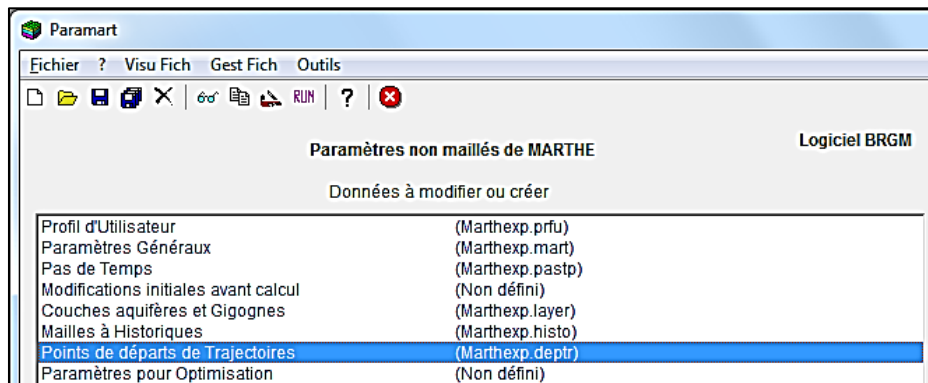 Paramart
Fichier ? Visu Fich Gest Fich Outils
RUN ?
Logiciel BRGM
Paramètres non maillés de MARTHE
Données à modifier ou créer
Profil d'Utilisateur (Marthexp.prfu)
Paramètres Généraux (Marthexp.mart)
Pas de Temps (Marthexp.pastp)
Modifications initiales avant calcul (Non défini)
Couches aquifères et Gigognes (Marthexp.layer)
Mailles à Historiques (Marthexp.histo)
Points de départs de Trajectoires (Marthexp.deptr)
Paramètres pour Optimisation (Non défini)